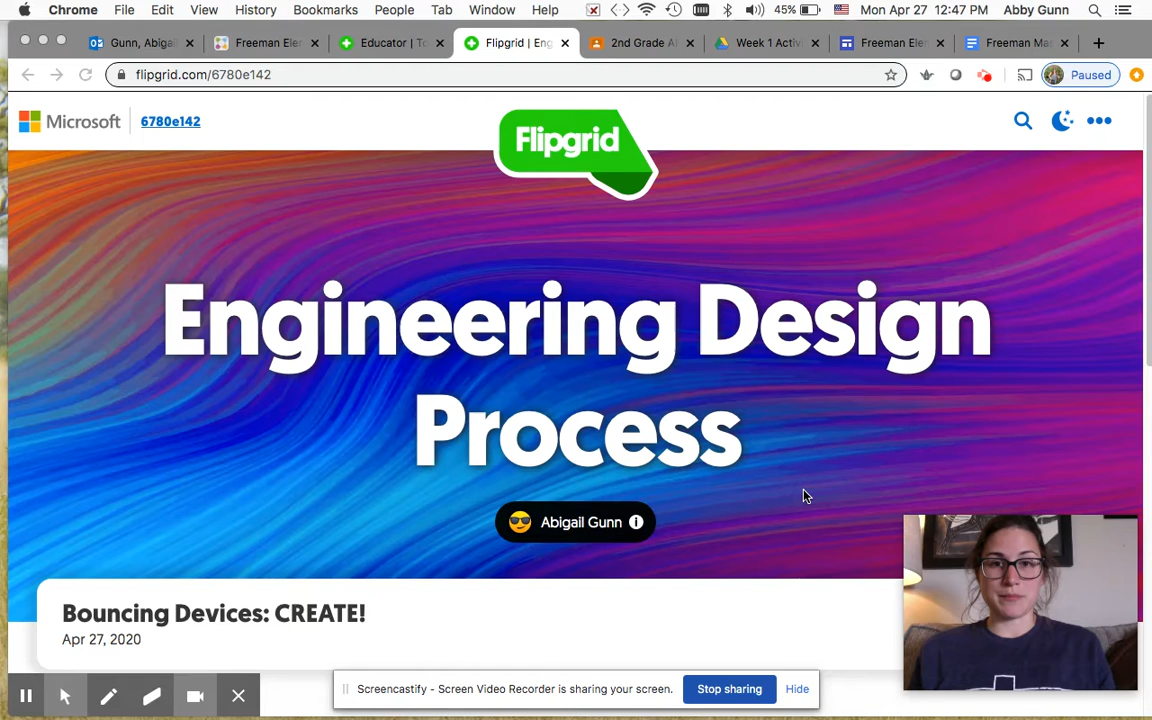 Chrome File Edit View History Bookmarks People Tab Window Help 45% Mon Apr 27 12:47 PM Abby Gunn
Gunn, Abiga Freeman Ele Educator | T Flipgrid | Eng 2nd Grade A Week 1 Activ Freeman Ele Freeman Ma
flipgrid.com/6780e142 Paused
Microsoft 6780e142
Flipgrid
Engineering Design
Process
Abigail Gunn
Bouncing Devices: CREATE!
Apr 27, 2020
Screencastify - Screen Video Recorder is sharing your screen. Stop sharing Hide